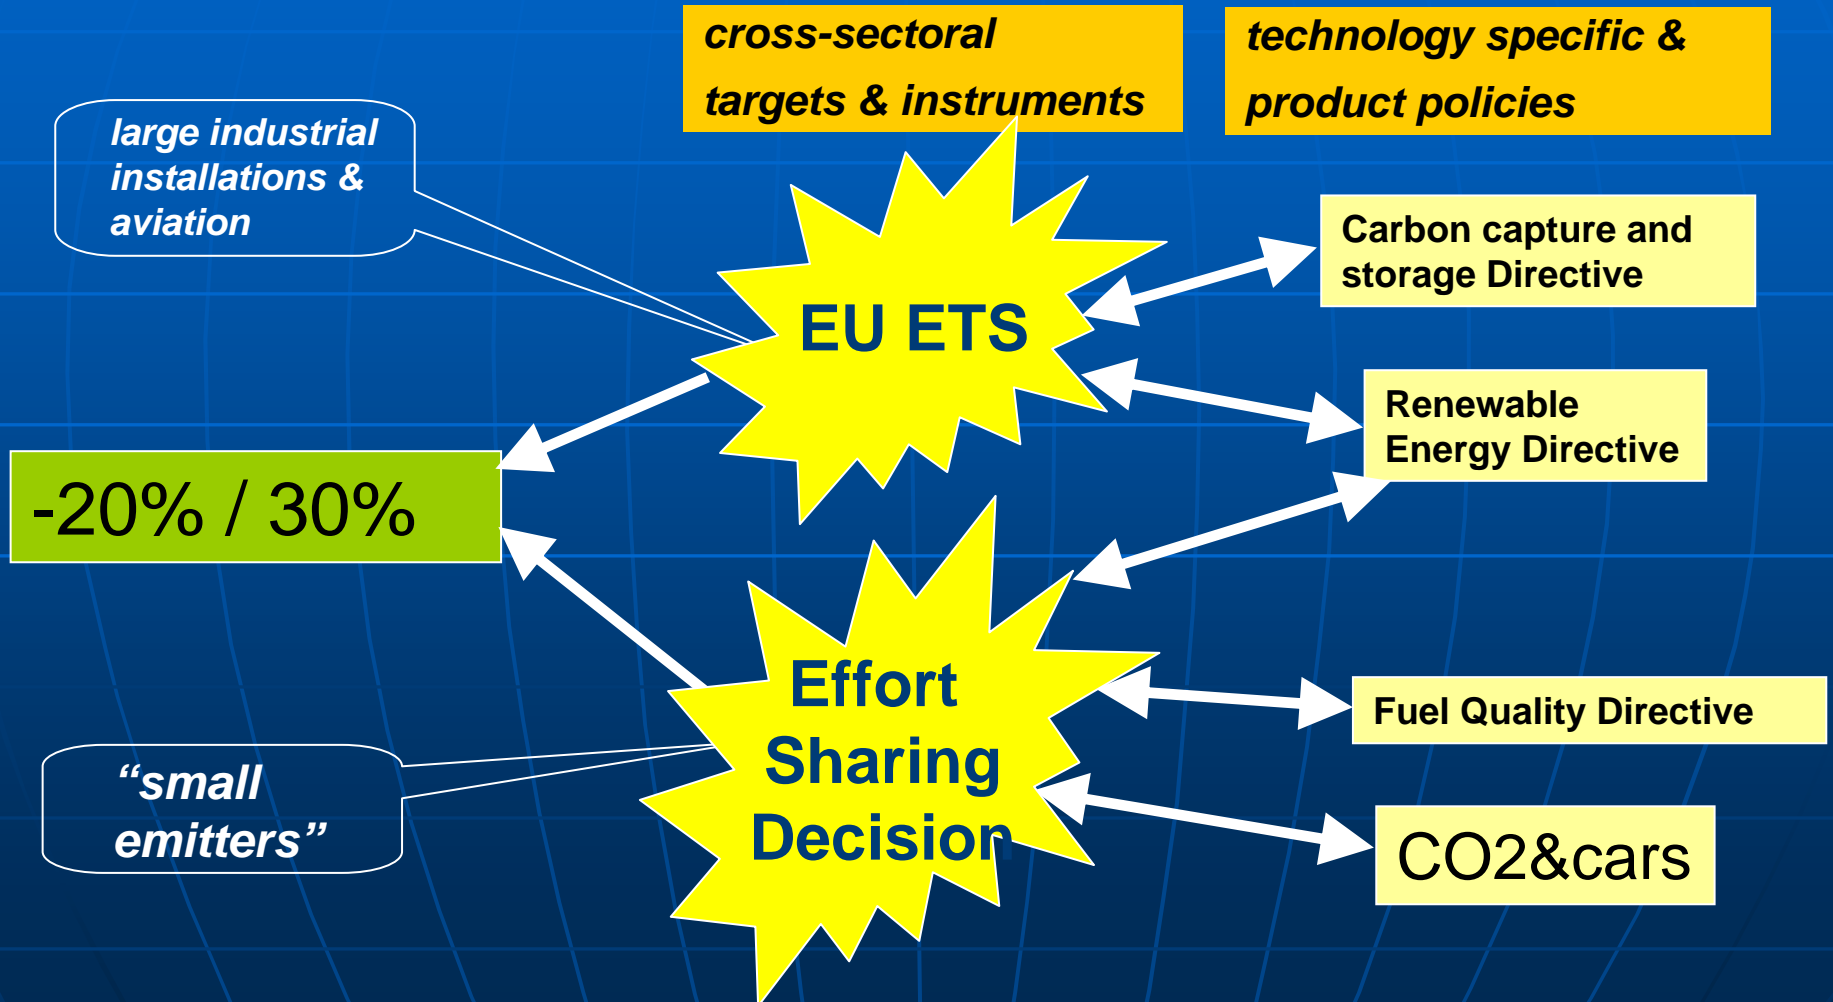 cross-sectoral
targets & instruments
technology specific &
product policies
large industrial
installations &
aviation
EU ETS
Carbon capture and
storage Directive
Renewable
Energy Directive
-20% / 30%
Effort
Sharing
Decision
Fuel Quality Directive
“small
emitters”
CO2&cars